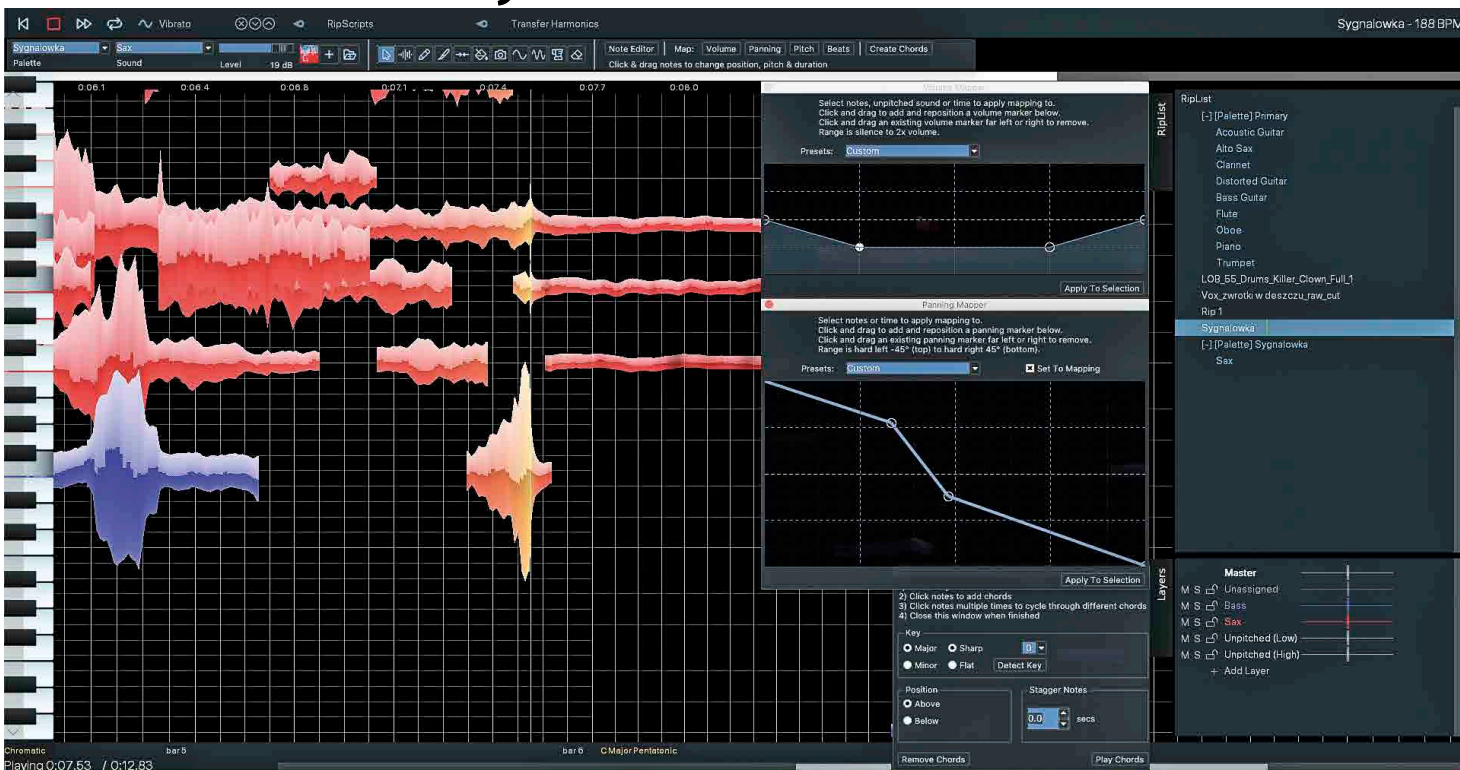 Vibrato
RipScripts
Transfer Harmonics
Sygnalowka - 188 BPM
Sygnalowka
Sax
Palette
Sound
Level
19 dB
Note Editor
Map:
Volume
Panning
Pitch
Beats
Create Chords
Click & drag notes to change position, pitch & duration
0:06.1
0:06.4
0:06.8
0:07.1
0:07.4
0:07.7
0:08.0
Volume Mapper
Select notes, unpitched sound or time to apply mapping to.
Click and drag to add and reposition a volume marker below.
Click and drag an existing volume marker far left or right to remove.
Range is silence to 2x volume.
Presets:
Custom
Apply To Selection
Panning Mapper
Select notes or time to apply mapping to.
Click and drag to add and reposition a panning marker below.
Click and drag an existing panning marker far left or right to remove.
Range is hard left -45° (top) to hard right 45° (bottom).
Presets:
Custom
Set To Mapping
Apply To Selection
2) Click notes to add chords
3) Click notes multiple times to cycle through different chords
4) Close this window when finished
Key
Major
Sharp
0
Minor
Flat
Detect Key
Position
Above
Below
Stagger Notes
0.0
secs
Remove Chords
Play Chords
RipList
RipList
[-] [Palette] Primary
Acoustic Guitar
Alto Sax
Clarinet
Distorted Guitar
Bass Guitar
Flute
Oboe
Piano
Trumpet
LOB_55_Drums_Killer_Clown_Full_1
Vox_zwrotki w deszczu_raw_cut
Rip 1
Sygnalowka
[-] [Palette] Sygnalowka
Sax
Layers
Master
M S Unassigned
M S Bass
M S Sax
M S Unpitched (Low)
M S Unpitched (High)
+ Add Layer
Chromatic
bar 5
bar 6
C Major Pentatonic
Playing 0:07.53 / 0:12.83